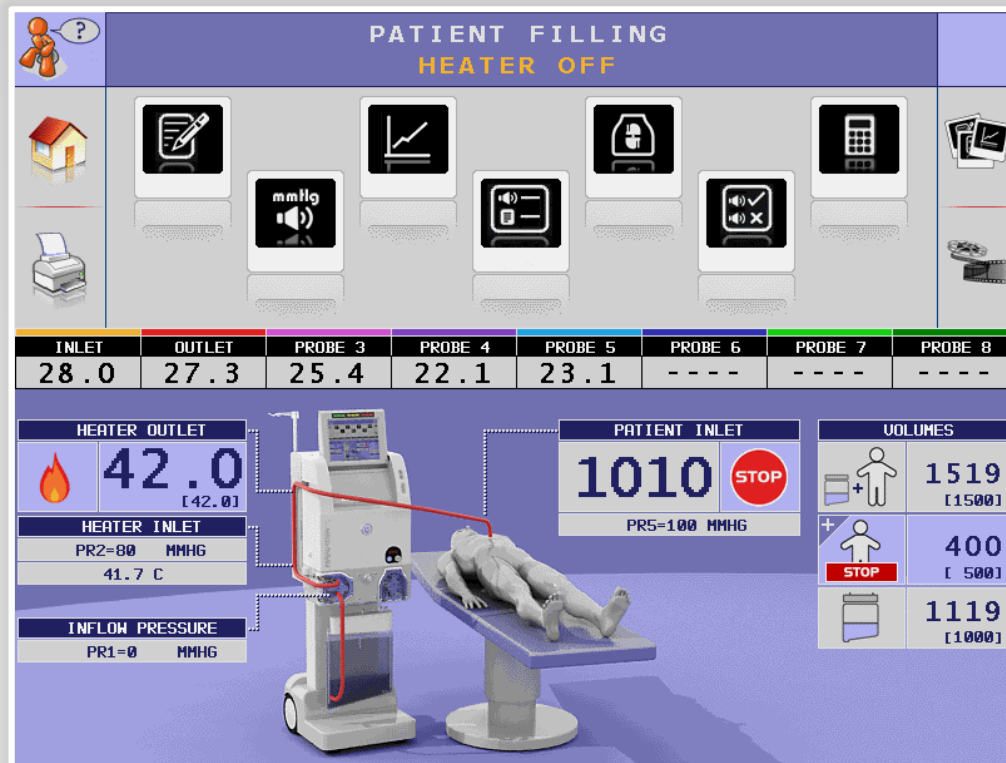 ?
PATIENT FILLING
HEATER OFF
mmHg
INLET OUTLET PROBE 3 PROBE 4 PROBE 5 PROBE 6 PROBE 7 PROBE 8
28.0 27.3 25.4 22.1 23.1 ---- ---- ----
HEATER OUTLET
42.0
[42.0]
HEATER INLET
PR2=80 MMHG
41.7 C
INFLOW PRESSURE
PR1=0 MMHG
PATIENT INLET
1010 STOP
PR5=100 MMHG
VOLUMES
+ 1519
[1500]
+ 400
STOP [ 500]
1119
[1000]